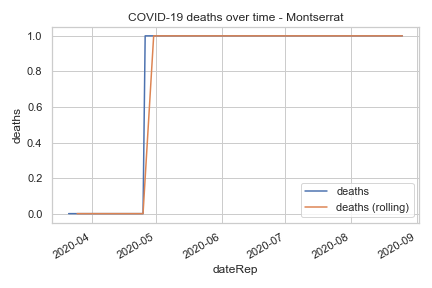 COVID-19 deaths over time - Montserrat
deaths
1.0
0.8
0.6
0.4
0.2
0.0
deaths
deaths (rolling)
2020-04
2020-05
2020-06
2020-07
2020-08
2020-09
dateRep